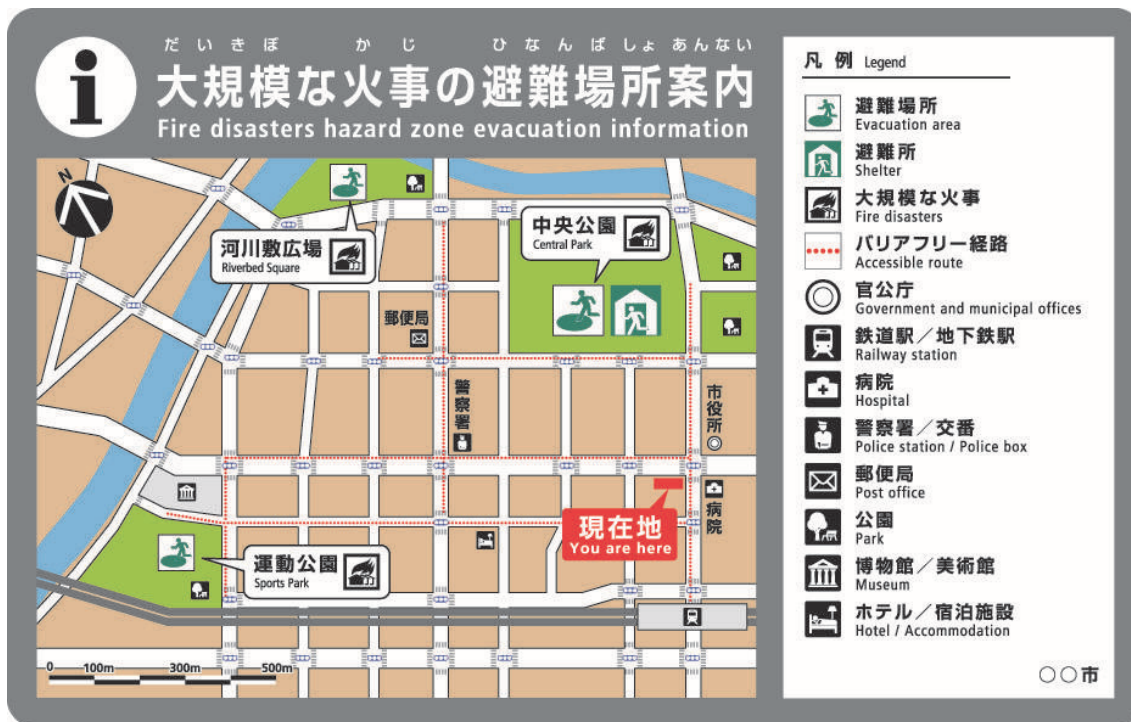 だいきぼ かじ ひなんばしょあんない
大規模な火事の避難場所案内
Fire disasters hazard zone evacuation information
N
河川敷広場
Riverbed Square
中央公園
Central Park
郵便局
警察署
市役所
病院
現在地
You are here
運動公園
Sports Park
0 100m 300m 500m
凡例 Legend
避難場所
Evacuation area
避難所
Shelter
大規模な火事
Fire disasters
バリアフリー経路
Accessible route
官公庁
Government and municipal offices
鉄道駅／地下鉄駅
Railway station
病院
Hospital
警察署／交番
Police station / Police box
郵便局
Post office
公園
Park
博物館／美術館
Museum
ホテル／宿泊施設
Hotel / Accommodation
○○市